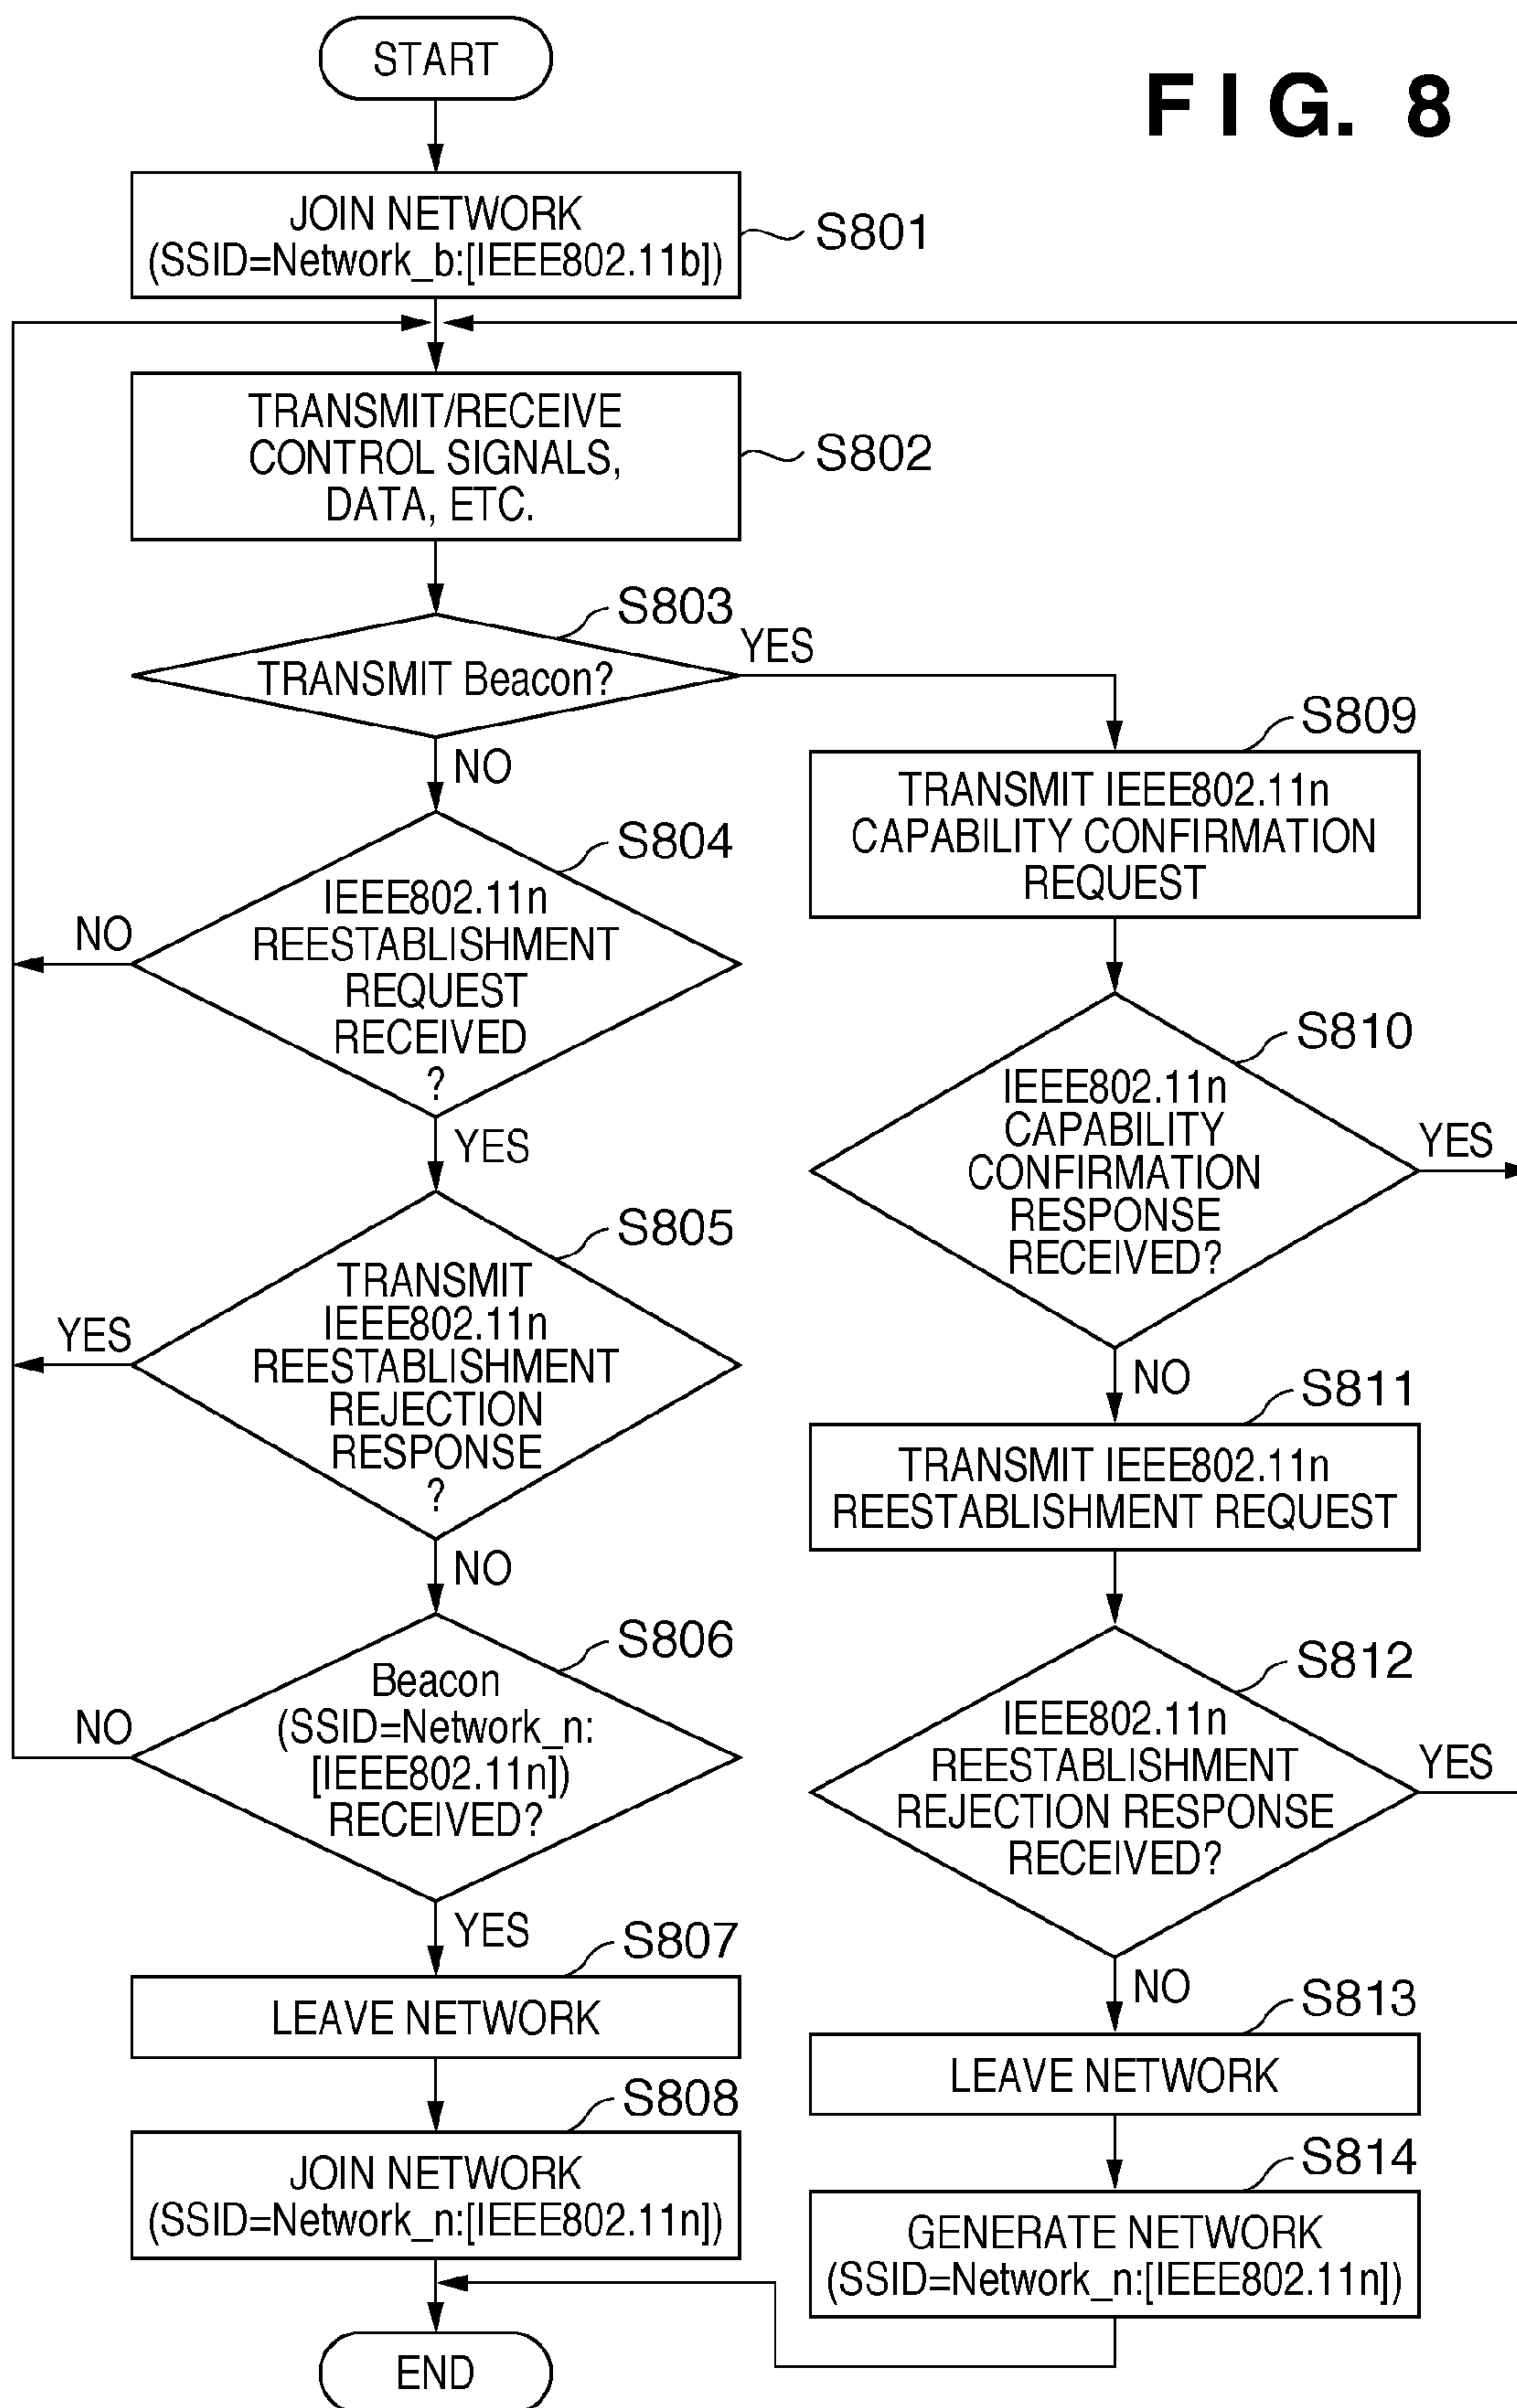 START
FIG. 8
JOIN NETWORK
(SSID=Network_b:[IEEE802.11b])
S801
TRANSMIT/RECEIVE
CONTROL SIGNALS,
DATA, ETC.
S802
S803
TRANSMIT Beacon?
YES
NO
S804
IEEE802.11n
REESTABLISHMENT
REQUEST
RECEIVED
?
NO
YES
S805
TRANSMIT
IEEE802.11n
REESTABLISHMENT
REJECTION
RESPONSE
?
YES
NO
S806
Beacon
(SSID=Network_n:
[IEEE802.11n])
RECEIVED?
NO
YES
S807
LEAVE NETWORK
S808
JOIN NETWORK
(SSID=Network_n:[IEEE802.11n])
S809
TRANSMIT IEEE802.11n
CAPABILITY CONFIRMATION
REQUEST
S810
IEEE802.11n
CAPABILITY
CONFIRMATION
RESPONSE
RECEIVED?
YES
NO
S811
TRANSMIT IEEE802.11n
REESTABLISHMENT REQUEST
S812
IEEE802.11n
REESTABLISHMENT
REJECTION RESPONSE
RECEIVED?
YES
NO
S813
LEAVE NETWORK
S814
GENERATE NETWORK
(SSID=Network_n:[IEEE802.11n])
END